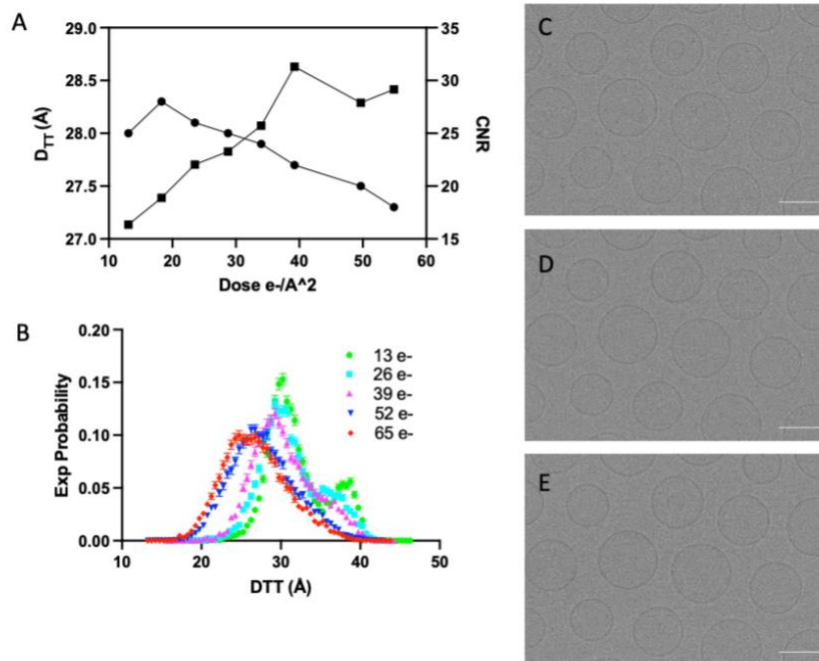 A
29.0
28.5
28.0
27.5
27.0
D_TT (Å)
35
30
25
20
15
CNR
10 20 30 40 50 60
Dose e-/A^2
B
0.20
0.15
0.10
0.05
0.00
Exp Probability
13 e-
26 e-
39 e-
52 e-
65 e-
10 20 30 40 50
DTT (Å)
C
D
E